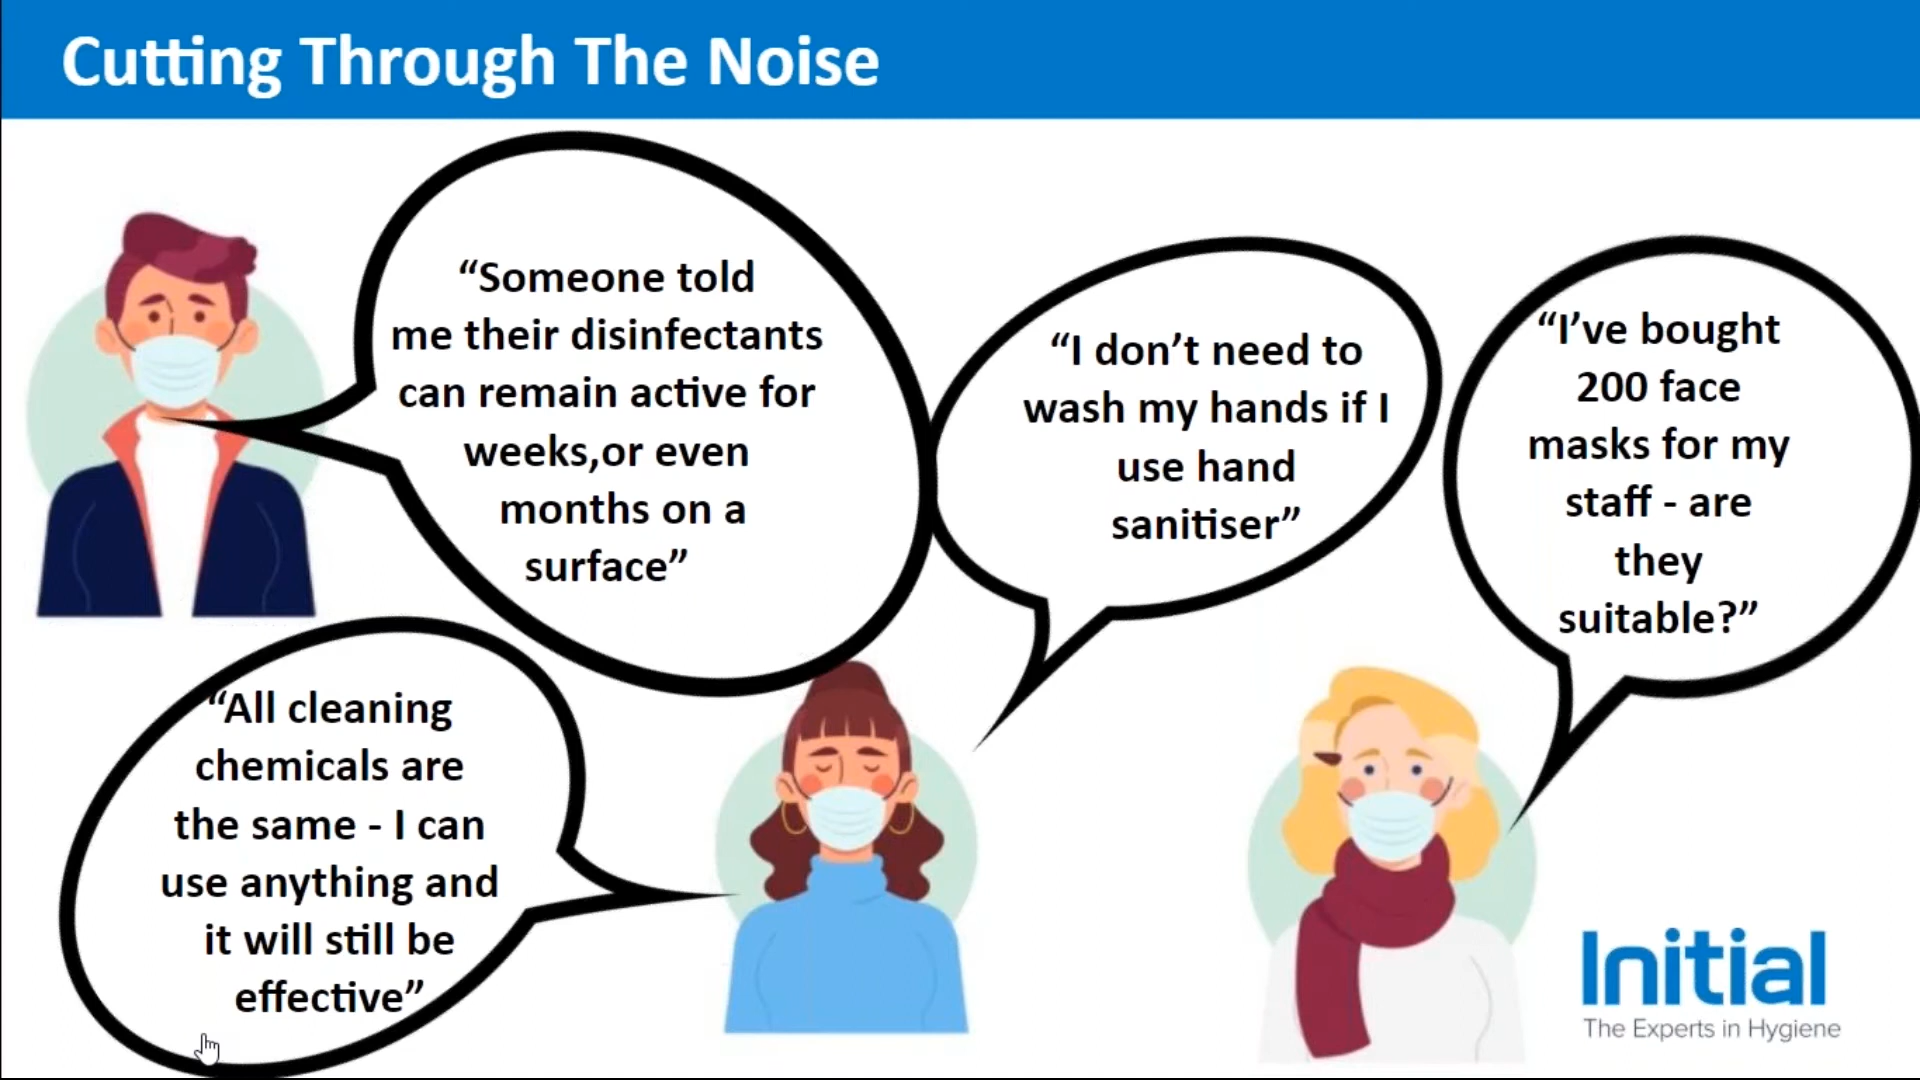 Cutting Through The Noise
“Someone told
me their disinfectants
can remain active for
weeks,or even
months on a
surface”
“I don’t need to
wash my hands if I
use hand
sanitiser”
“I’ve bought
200 face
masks for my
staff - are
they
suitable?”
“All cleaning
chemicals are
the same - I can
use anything and
it will still be
effective”
Initial
The Experts in Hygiene